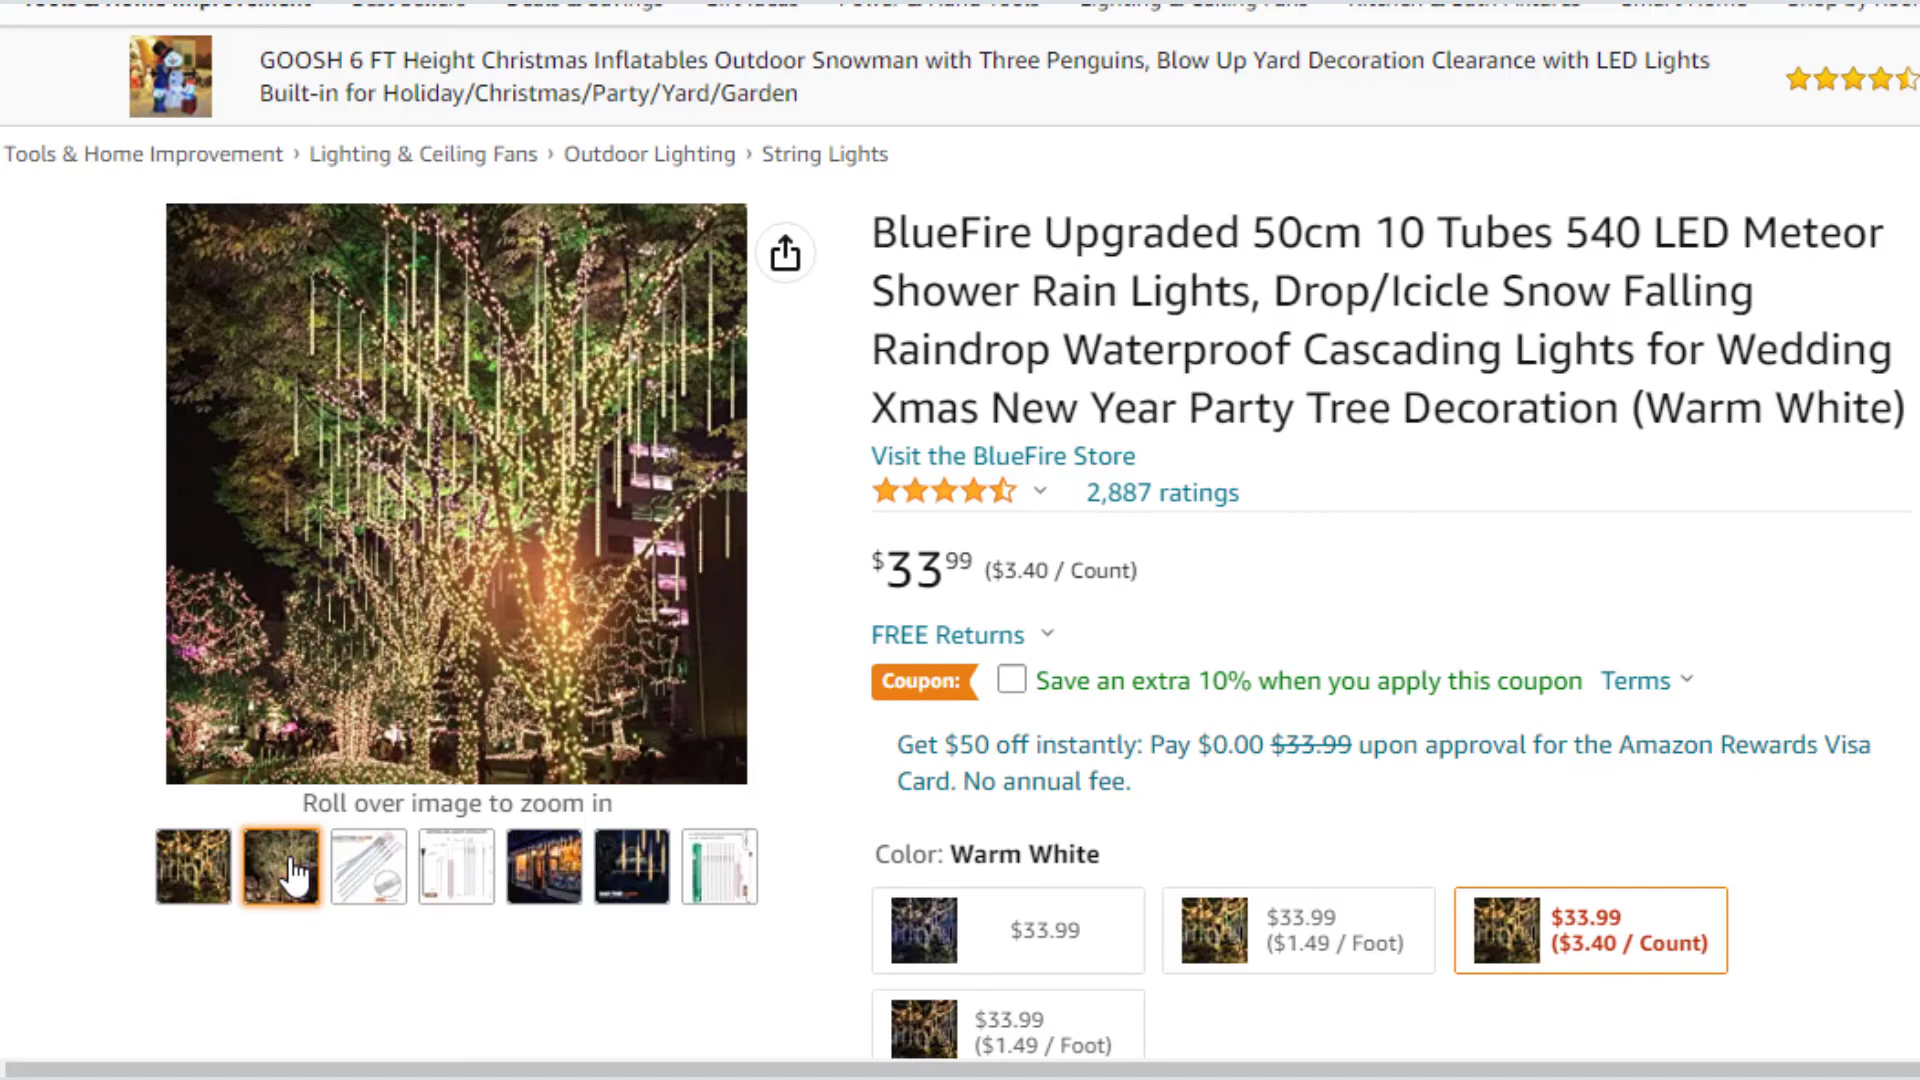 GOOSH 6 FT Height Christmas Inflatables Outdoor Snowman with Three Penguins, Blow Up Yard Decoration Clearance with LED Lights
Built-in for Holiday/Christmas/Party/Yard/Garden
Tools & Home Improvement › Lighting & Ceiling Fans › Outdoor Lighting › String Lights
BlueFire Upgraded 50cm 10 Tubes 540 LED Meteor
Shower Rain Lights, Drop/Icicle Snow Falling
Raindrop Waterproof Cascading Lights for Wedding
Xmas New Year Party Tree Decoration (Warm White)
Visit the BlueFire Store
2,887 ratings
$33.99 ($3.40 / Count)
FREE Returns
Coupon: Save an extra 10% when you apply this coupon Terms
Get $50 off instantly: Pay $0.00 $33.99 upon approval for the Amazon Rewards Visa
Card. No annual fee.
Roll over image to zoom in
Color: Warm White
$33.99
$33.99
($1.49 / Foot)
$33.99
($3.40 / Count)
$33.99
($1.49 / Foot)